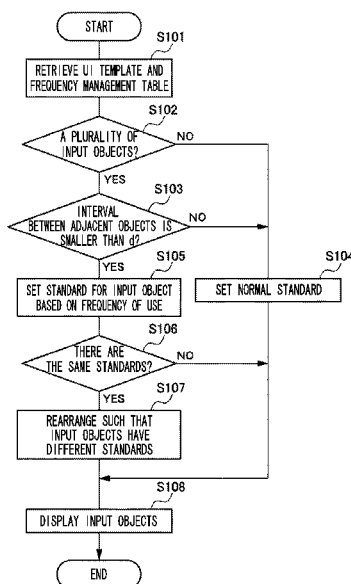 START
S101
RETRIEVE UI TEMPLATE AND
FREQUENCY MANAGEMENT TABLE
S102
A PLURALITY OF
INPUT OBJECTS?
NO
YES
S103
INTERVAL
BETWEEN ADJACENT OBJECTS IS
SMALLER THAN d?
NO
YES
S105
S104
SET STANDARD FOR INPUT OBJECT
BASED ON FREQUENCY OF USE
SET NORMAL STANDARD
S106
THERE ARE
THE SAME STANDARDS?
NO
YES
S107
REARRANGE SUCH THAT
INPUT OBJECTS HAVE
DIFFERENT STANDARDS
S108
DISPLAY INPUT OBJECTS
END